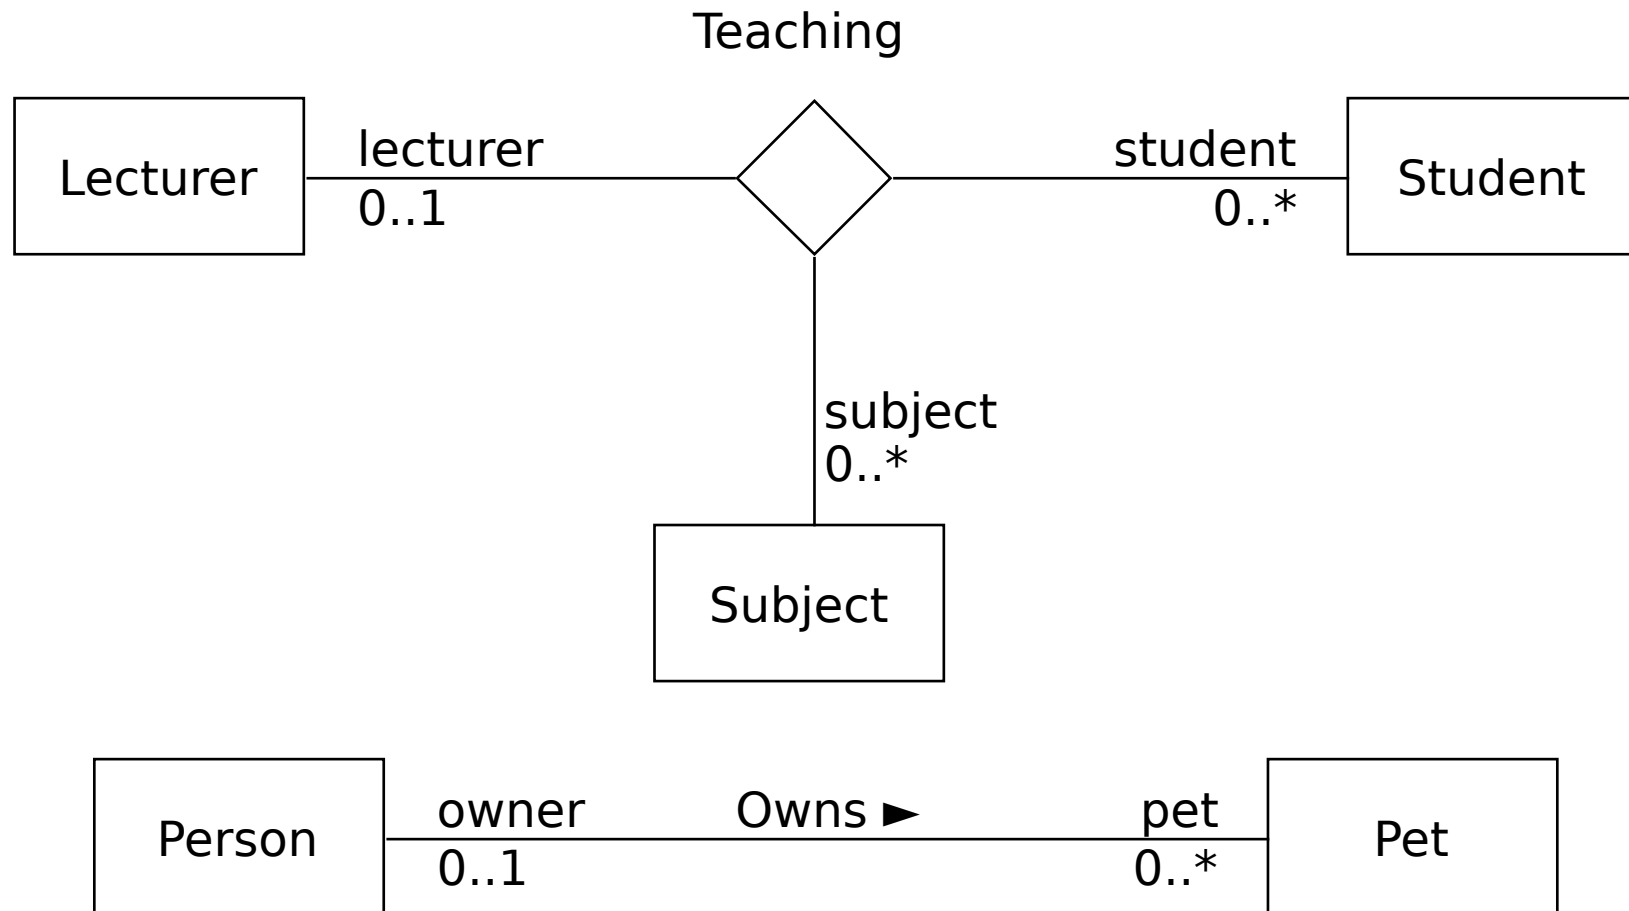 Teaching
Lecturer
lecturer
0..1
student
0..*
Student
subject
0..*
Subject
Person
owner
0..1
Owns ►
pet
0..*
Pet